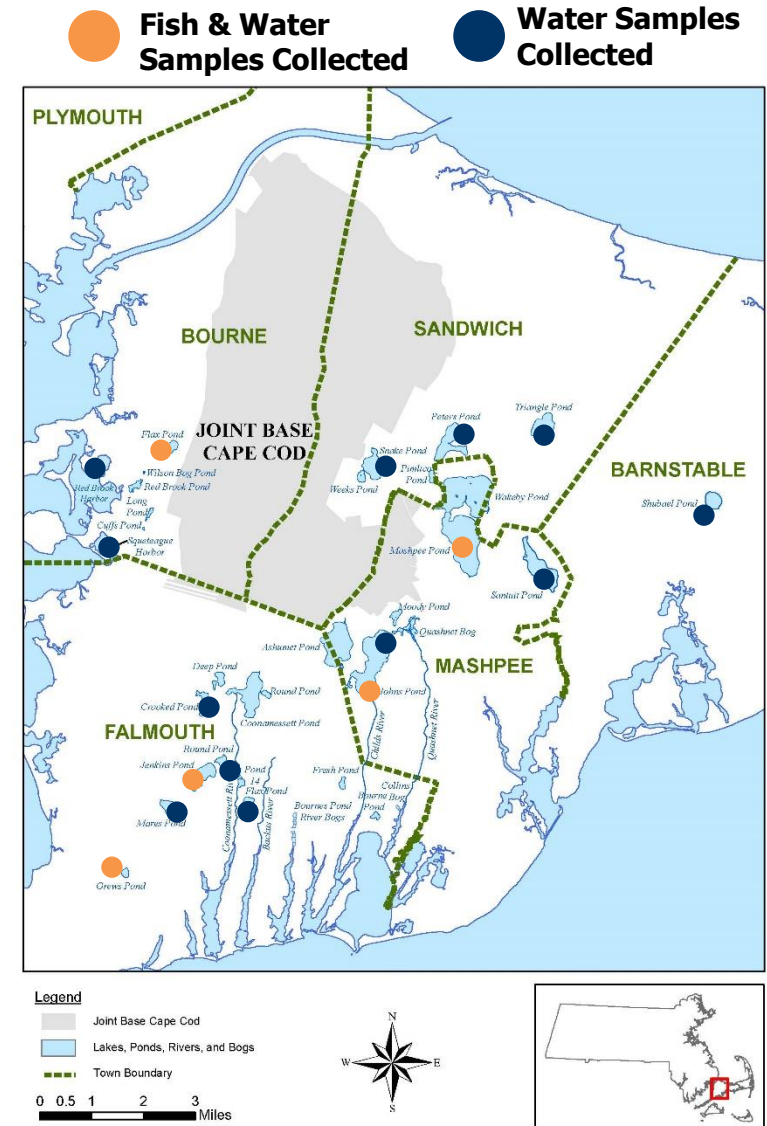 Fish & Water
Samples Collected
Water Samples
Collected
PLYMOUTH
BOURNE
SANDWICH
JOINT BASE
CAPE COD
BARNSTABLE
Flax Pond
Wilson Bog Pond
Red Brook Pond
Red Brook
Harbor
Long
Pond
Cuffs Pond
Squeteague
Harbor
Peters Pond
Triangle Pond
Snake Pond
Pimlico
Pond
Weeks Pond
Wakeby Pond
Shubael Pond
Mashpee Pond
Santuit Pond
Moody Pond
Quashnet Bog
MASHPEE
Ashumet Pond
Johns Pond
Deep Pond
Round Pond
Crooked Pond
Coonamessett Pond
FALMOUTH
Childs River
Quashnet River
Round Pond
Jenkins Pond
Pond
14
Flax Pond
Mares Pond
Coonamessett Riv
Backus River
Fresh Pond
Collins
Bourne Bog
Pond
Bournes Pond
River Bogs
Grews Pond
Legend
Joint Base Cape Cod
Lakes, Ponds, Rivers, and Bogs
Town Boundary
0 0.5 1 2 3
Miles
N
W E
S